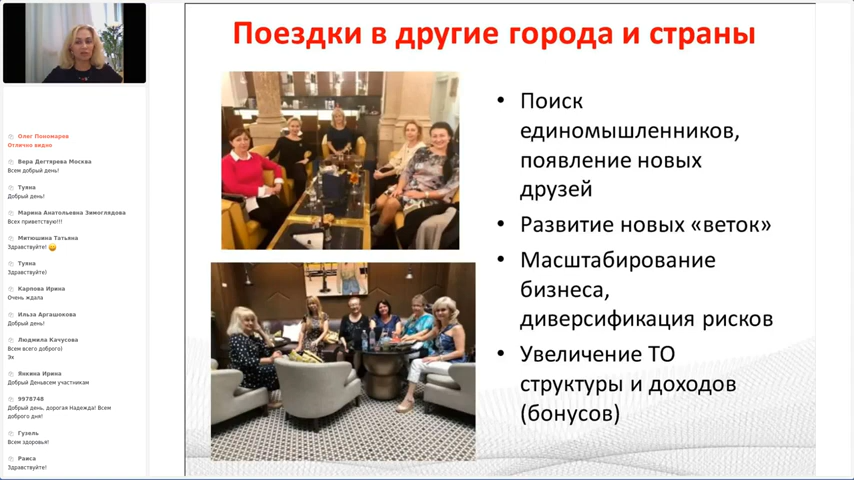 Поездки в другие города и страны
• Поиск
единомышленников,
появление новых
друзей
• Развитие новых «веток»
• Масштабирование
бизнеса,
диверсификация рисков
• Увеличение ТО
структуры и доходов
(бонусов)
Олег Пономарев
Отлично видно
Вера Дегтярева Москва
Всем добрый день!
Туяна
Добрый день!
Марина Анатольевна Зимоглядова
Всех приветствую!!!
Митюшина Татьяна
Здравствуйте! 😄
Туяна
Здравствуйте)
Карпова Ирина
Очень ждала
Ильза Аргашокова
Добрый день!
Людмила Качусова
Всем всего доброго)
Эх
Янкина Ирина
Добрый Деньвсем участникам
9978748
Добрый день, дорогая Надежда! Всем
доброго дня!
Гузель
Всем здоровья!
Раиса
Здравствуйте!